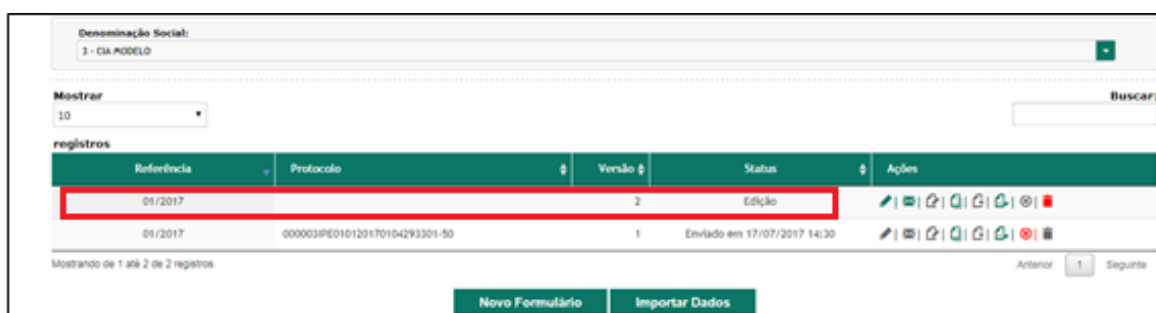 Denominação Social:
3 - CIA MODELO
Mostrar
Buscar:
10
registros
Referência Protocolo Versão Status Ações
01/2017 2 Edição
01/2017 000003IPE010120170104293301-50 1 Enviado em 17/07/2017 14:30
Mostrando de 1 até 2 de 2 registros
Anterior 1 Seguinte
Novo Formulário Importar Dados